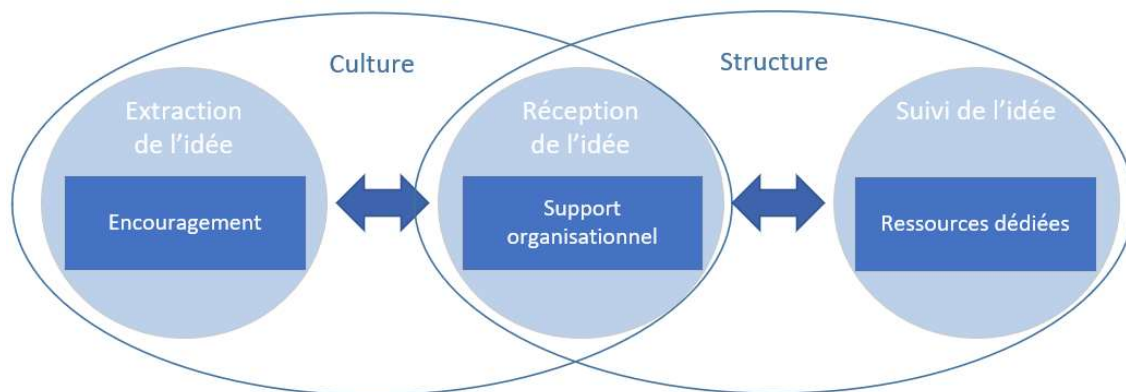 Culture
Structure
Extraction
de l’idée
Encouragement
Réception
de l’idée
Support
organisationnel
Suivi de l’idée
Ressources dédiées